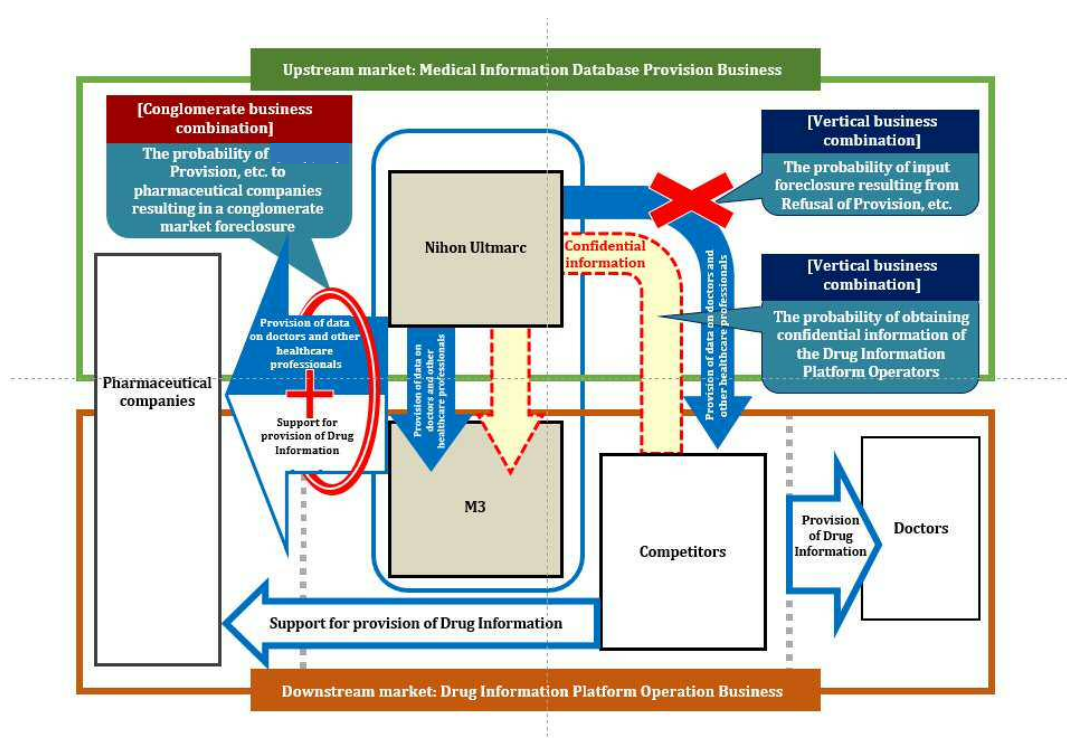 Upstream market: Medical Information Database Provision Business
[Conglomerate business
combination]
The probability of
Provision, etc. to
pharmaceutical companies
resulting in a conglomerate
market foreclosure
[Vertical business
combination]
The probability of input
foreclosure resulting from
Refusal of Provision, etc.
Nihon Ultmarc
Confidential
information
[Vertical business
combination]
The probability of obtaining
confidential information of
the Drug Information
Platform Operators
Provision of data on doctors and
other healthcare professionals
Provision of data
on doctors and other
healthcare
professionals
Provision of data on
doctors and other
healthcare professionals
Pharmaceutical
companies
Support for
provision of Drug
Information
M3
Competitors
Provision
of Drug
Information
Doctors
Support for provision of Drug Information
Downstream market: Drug Information Platform Operation Business